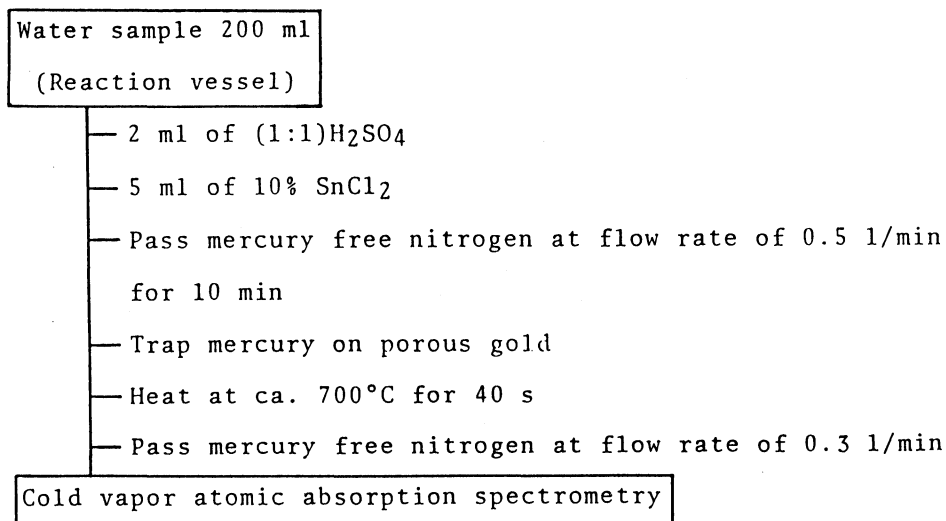 Water sample 200 ml
(Reaction vessel)
2 ml of (1:1)H2SO4
5 ml of 10% SnCl2
Pass mercury free nitrogen at flow rate of 0.5 l/min
for 10 min
Trap mercury on porous gold
Heat at ca. 700°C for 40 s
Pass mercury free nitrogen at flow rate of 0.3 l/min
Cold vapor atomic absorption spectrometry